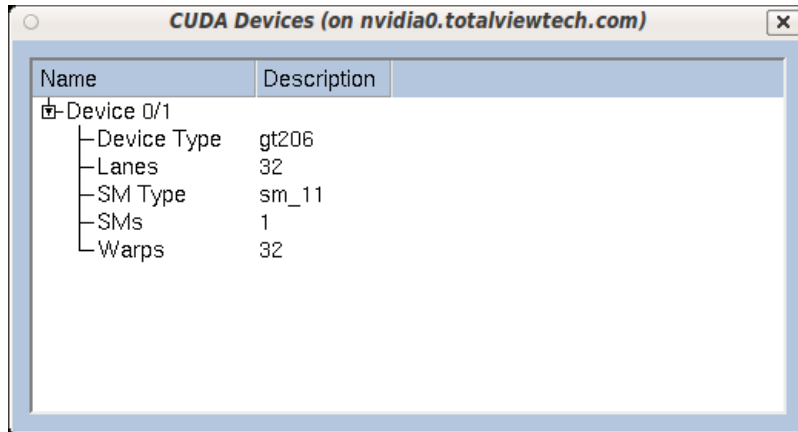 CUDA Devices (on nvidia0.totalviewtech.com)
Name Description
Device 0/1
Device Type gt206
Lanes 32
SM Type sm_11
SMs 1
Warps 32